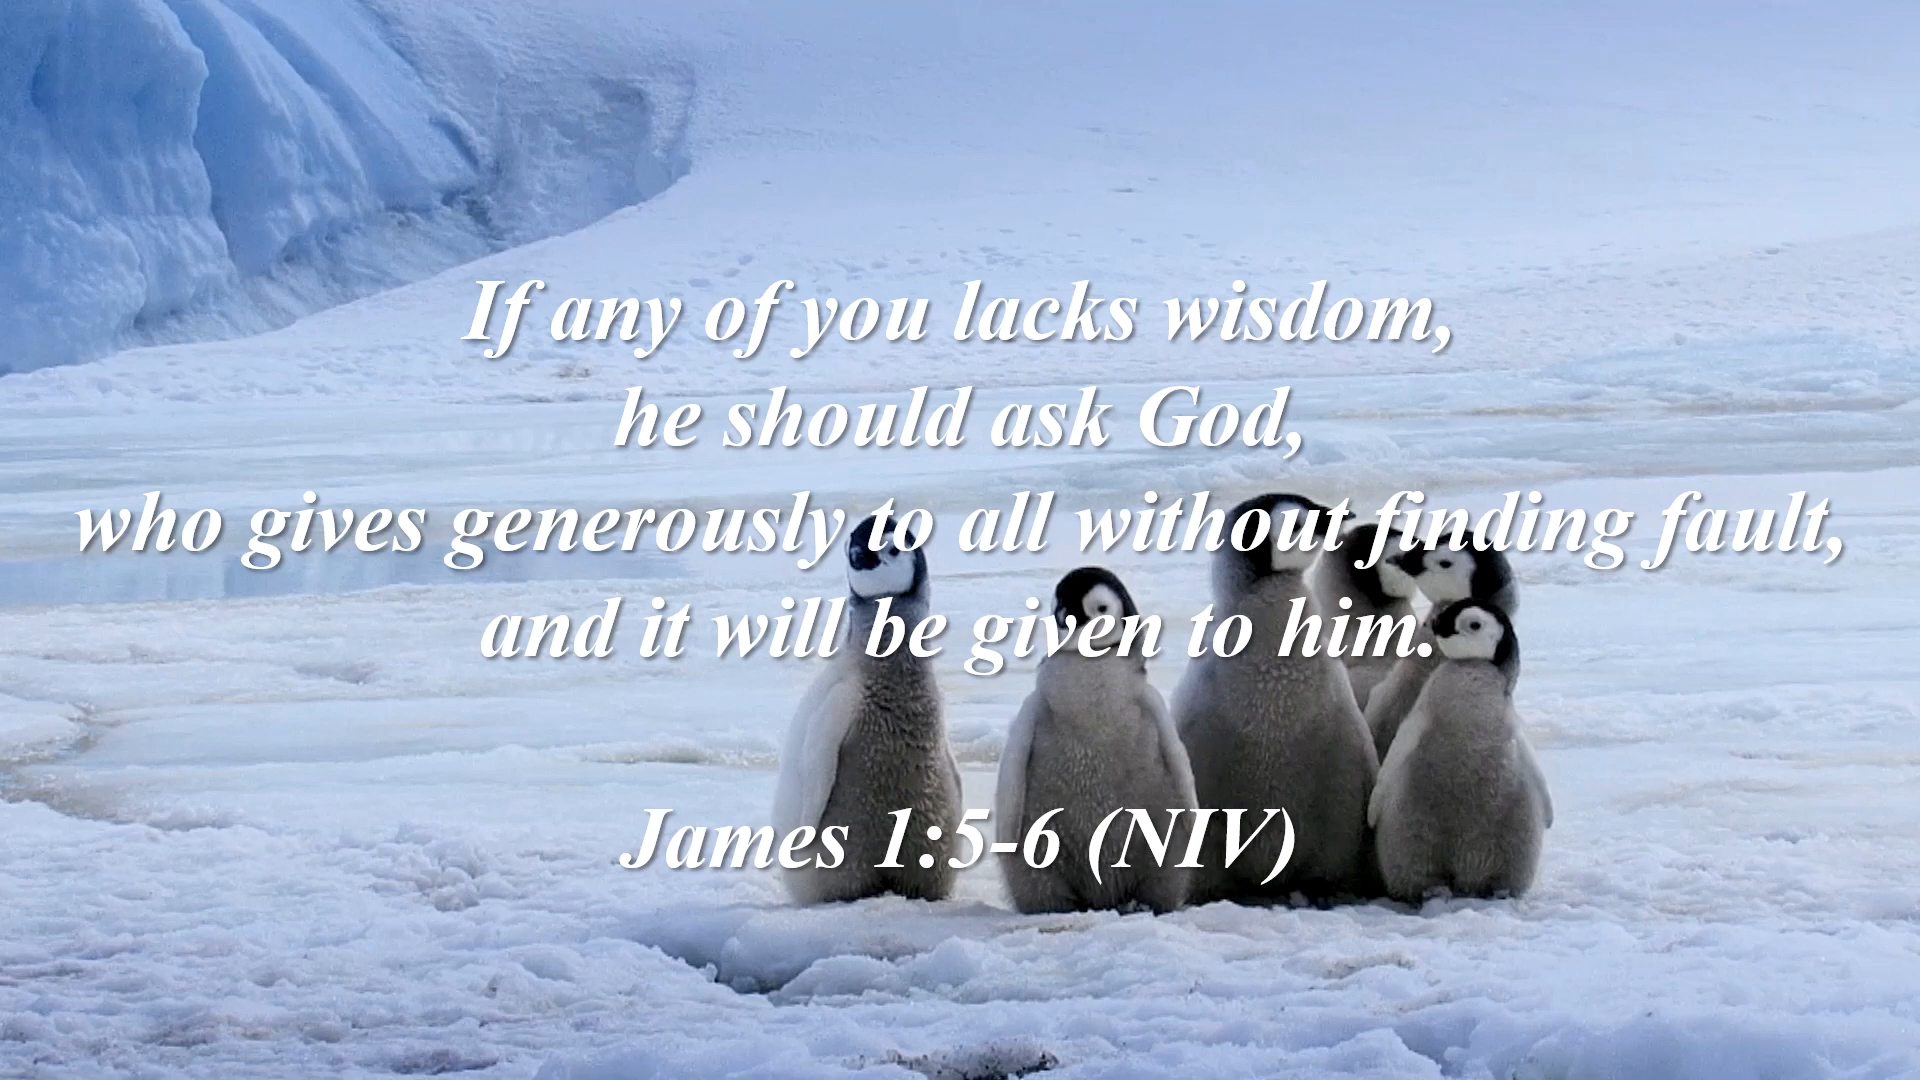 If any of you lacks wisdom,
he should ask God,
who gives generously to all without finding fault,
and it will be given to him.
James 1:5-6 (NIV)